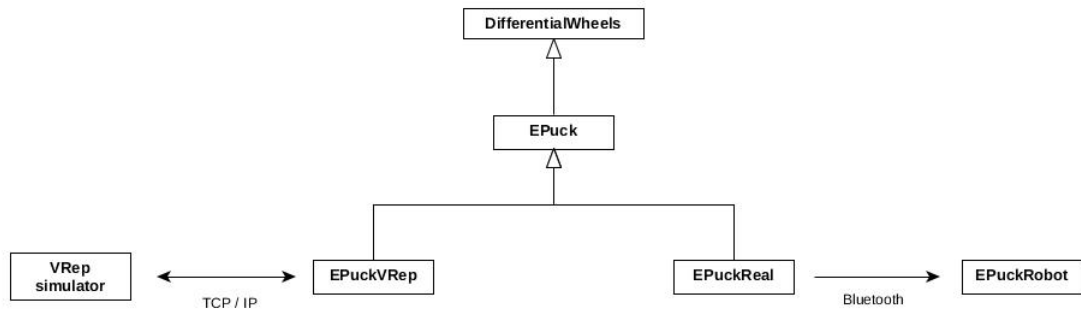 DifferentialWheels
EPuck
VRep
simulator
TCP / IP
EPuckVRep
EPuckReal
Bluetooth
EPuckRobot